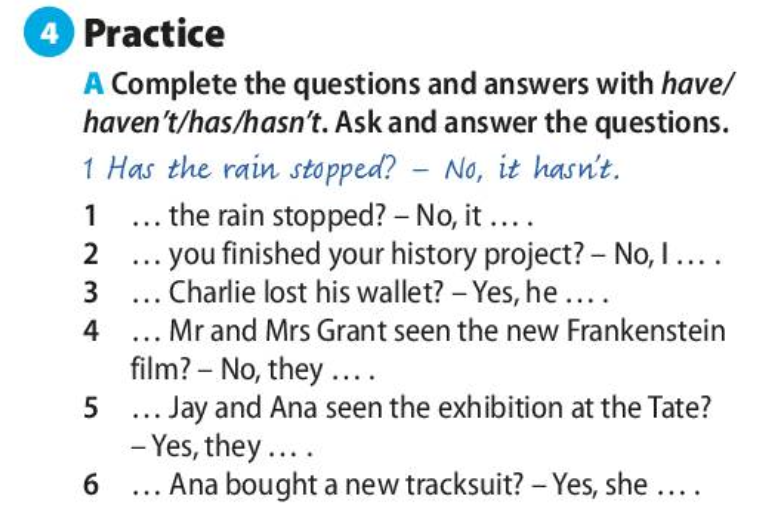 4 Practice
A Complete the questions and answers with have/
haven't/has/hasn't. Ask and answer the questions.
1 Has the rain stopped? – No, it hasn't.
1 … the rain stopped? – No, it … .
2 … you finished your history project? – No, I … .
3 … Charlie lost his wallet? – Yes, he … .
4 … Mr and Mrs Grant seen the new Frankenstein
film? – No, they … .
5 … Jay and Ana seen the exhibition at the Tate?
– Yes, they … .
6 … Ana bought a new tracksuit? – Yes, she … .